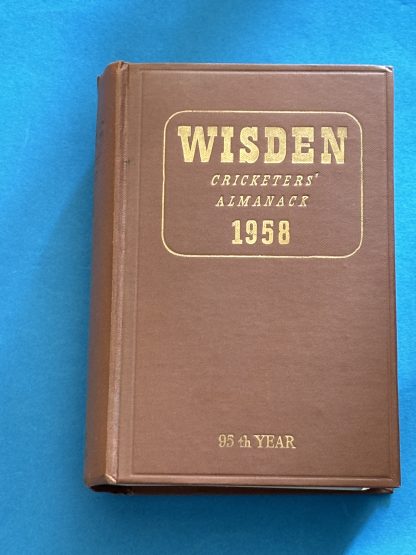 WISDEN
CRICKETERS'
ALMANACK
1958
95 th YEAR